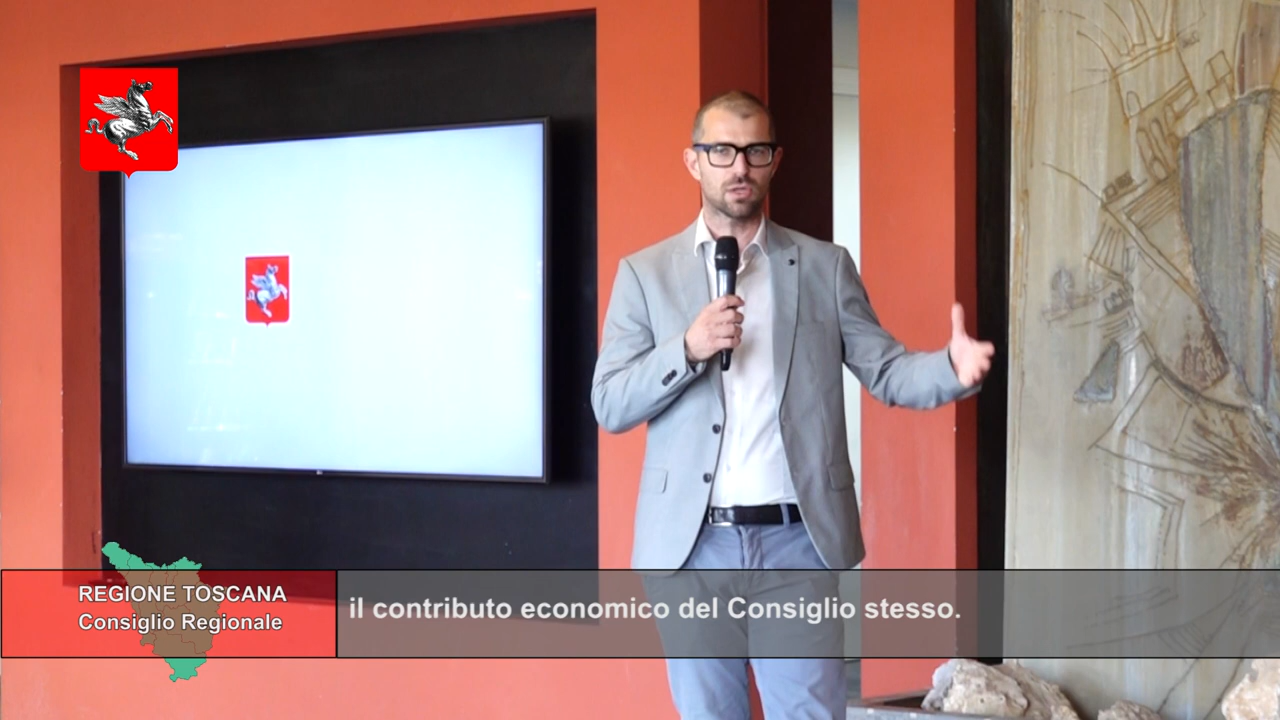 REGIONE TOSCANA
Consiglio Regionale
il contributo economico del Consiglio stesso.